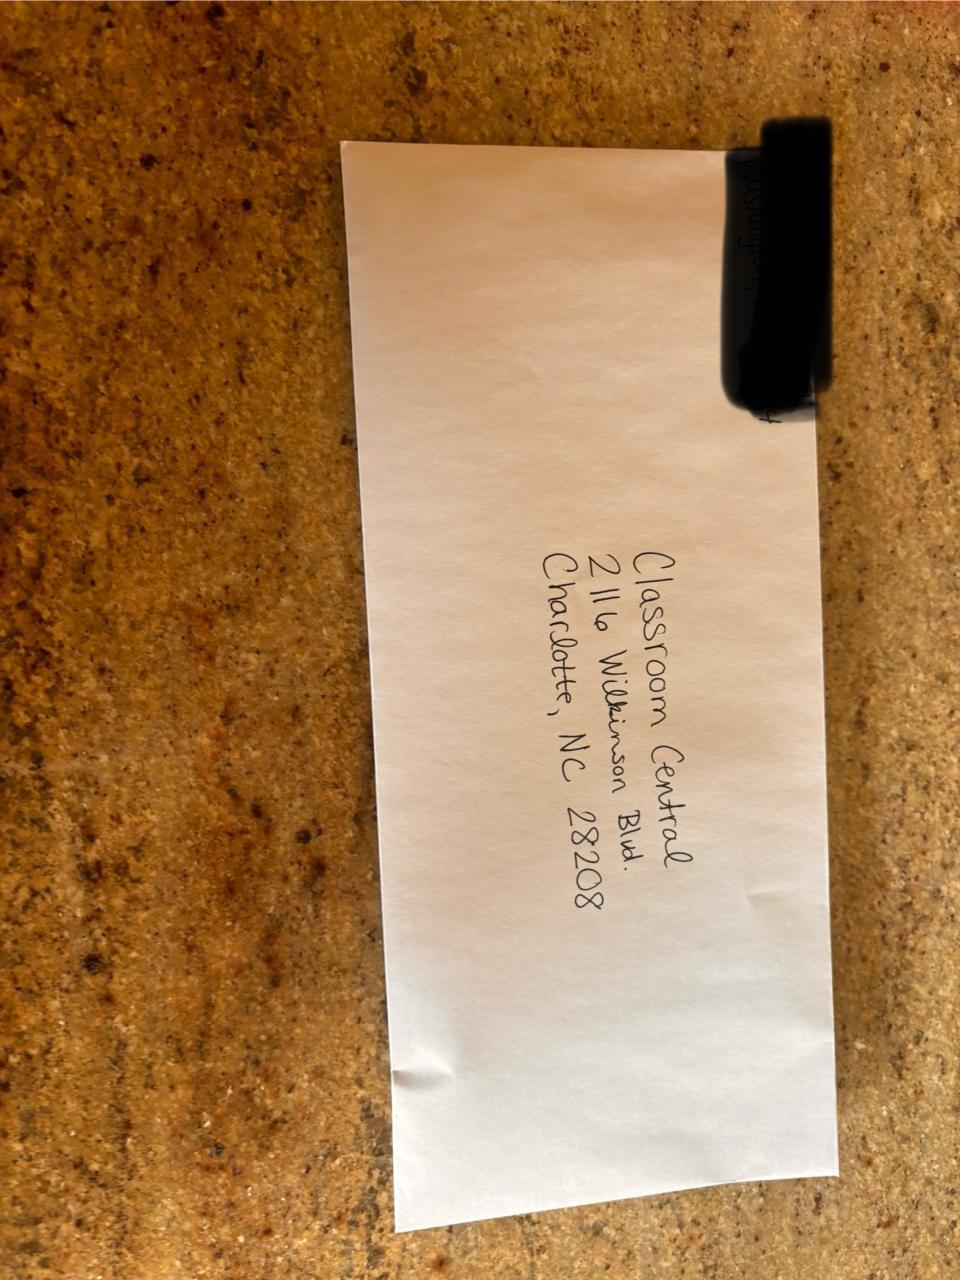 Classroom Central
2116 Wilkinson Blvd.
Charlotte, NC 28208